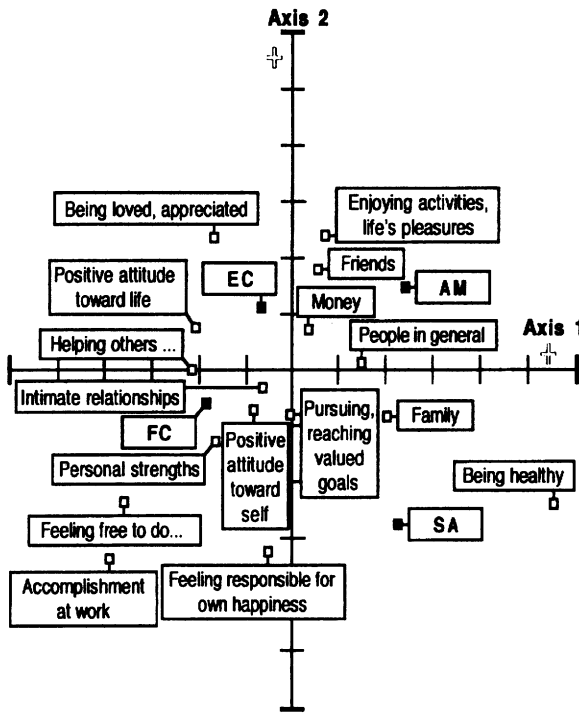 Axis 2
Being loved, appreciated
Enjoying activities,
life's pleasures
EC
Friends
AM
Positive attitude
toward life
Money
Helping others ...
People in general
Axis 1
Intimate relationships
FC
Pursuing,
reaching
valued
goals
Family
Positive
attitude
toward
self
Personal strengths
Being healthy
Feeling free to do...
SA
Accomplishment
at work
Feeling responsible for
own happiness